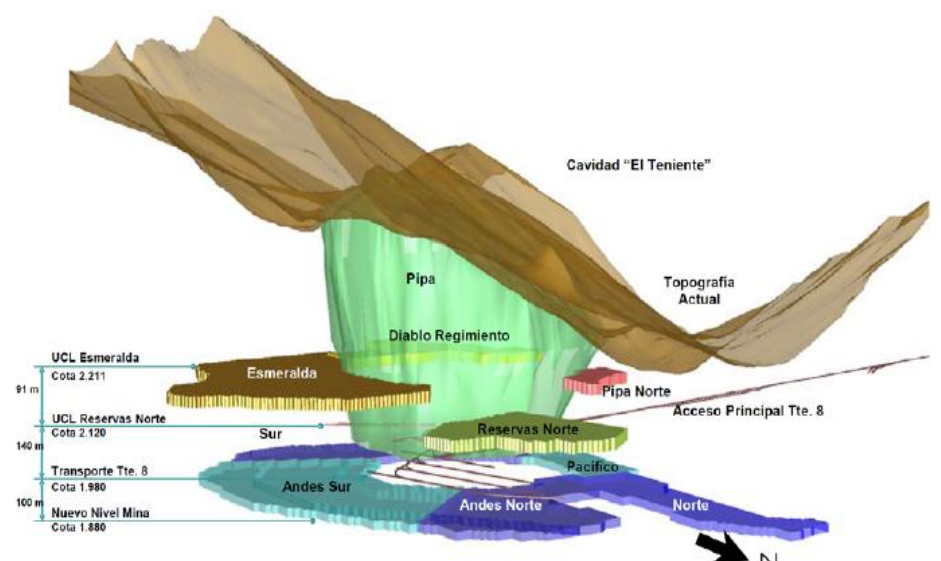 Cavidad "El Teniente"
Pipa
Topografía
Actual
Diablo Regimiento
UCL Esmeralda
Cota 2.211
Esmeralda
91 m
Pipa Norte
Acceso Principal Tte. 8
UCL Reservas Norte
Cota 2.120
Sur
Reservas Norte
140 m
Transporte Tte. 8
Cota 1.980
Pacífico
Andes Sur
100 m
Andes Norte
Norte
Nuevo Nivel Mina
Cota 1.880
N